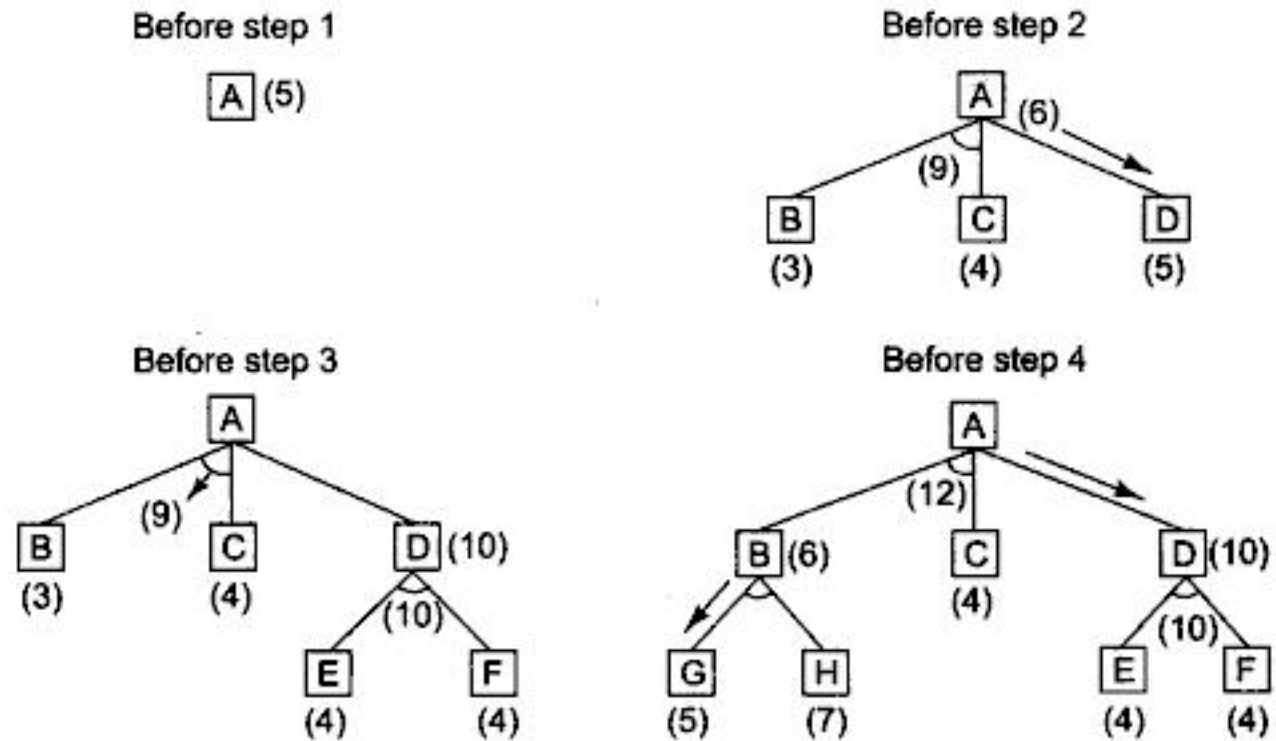 Before step 1
A (5)
Before step 2
A
(6)
(9)
B C D
(3) (4) (5)
Before step 3
A
(9)
B C D (10)
(3) (4)
(10)
E F
(4) (4)
Before step 4
A
(12)
B (6) C D (10)
(4)
(10)
G H E F
(5) (7) (4) (4)